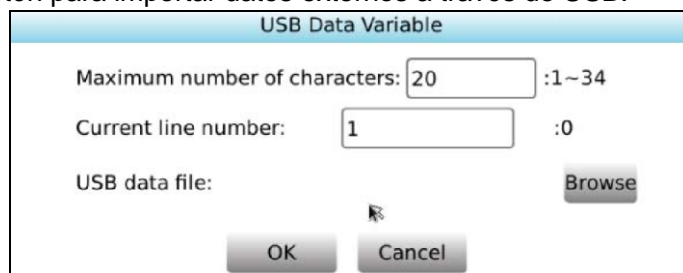 para importar datos externos a través de USB.
USB Data Variable
Maximum number of characters: 20 :1~34
Current line number: 1 :0
USB data file: Browse
OK Cancel